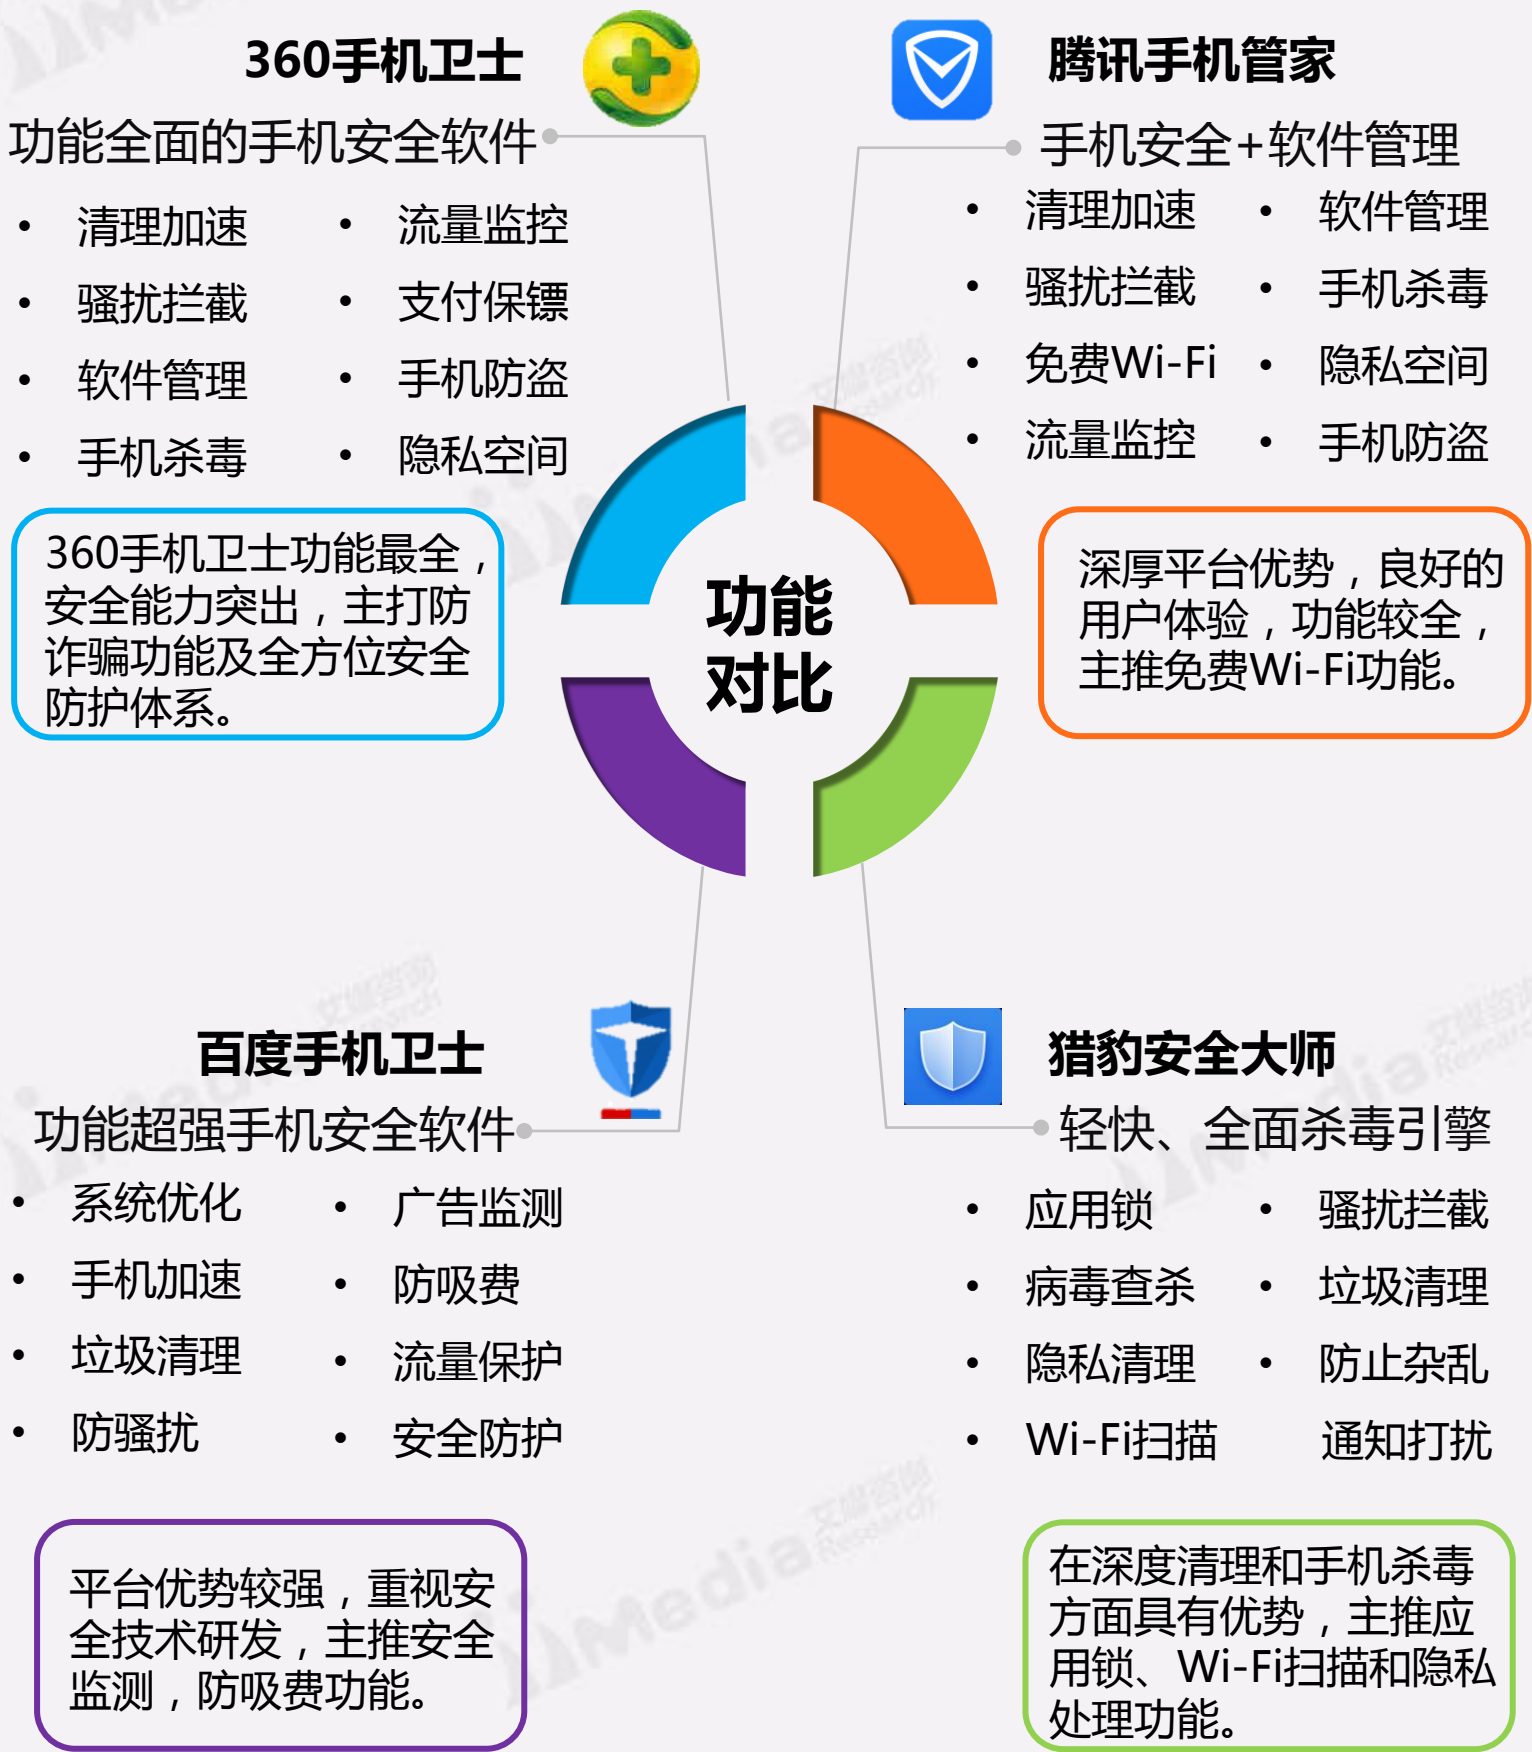 360手机卫士
功能全面的手机安全软件
• 清理加速
• 骚扰拦截
• 软件管理
• 手机杀毒
• 流量监控
• 支付保镖
• 手机防盗
• 隐私空间
360手机卫士功能最全，
安全能力突出，主打防
诈骗功能及全方位安全
防护体系。
腾讯手机管家
手机安全+软件管理
• 清理加速
• 骚扰拦截
• 免费Wi-Fi
• 流量监控
• 软件管理
• 手机杀毒
• 隐私空间
• 手机防盗
深厚平台优势，良好的
用户体验，功能较全，
主推免费Wi-Fi功能。
功能
对比
百度手机卫士
功能超强手机安全软件
• 系统优化
• 手机加速
• 垃圾清理
• 防骚扰
• 广告监测
• 防吸费
• 流量保护
• 安全防护
平台优势较强，重视安
全技术研发，主推安全
监测，防吸费功能。
猎豹安全大师
轻快、全面杀毒引擎
• 应用锁
• 病毒查杀
• 隐私清理
• Wi-Fi扫描
• 骚扰拦截
• 垃圾清理
• 防止杂乱
通知打扰
在深度清理和手机杀毒
方面具有优势，主推应
用锁、Wi-Fi扫描和隐私
处理功能。
iiMedia Research
艾媒咨询